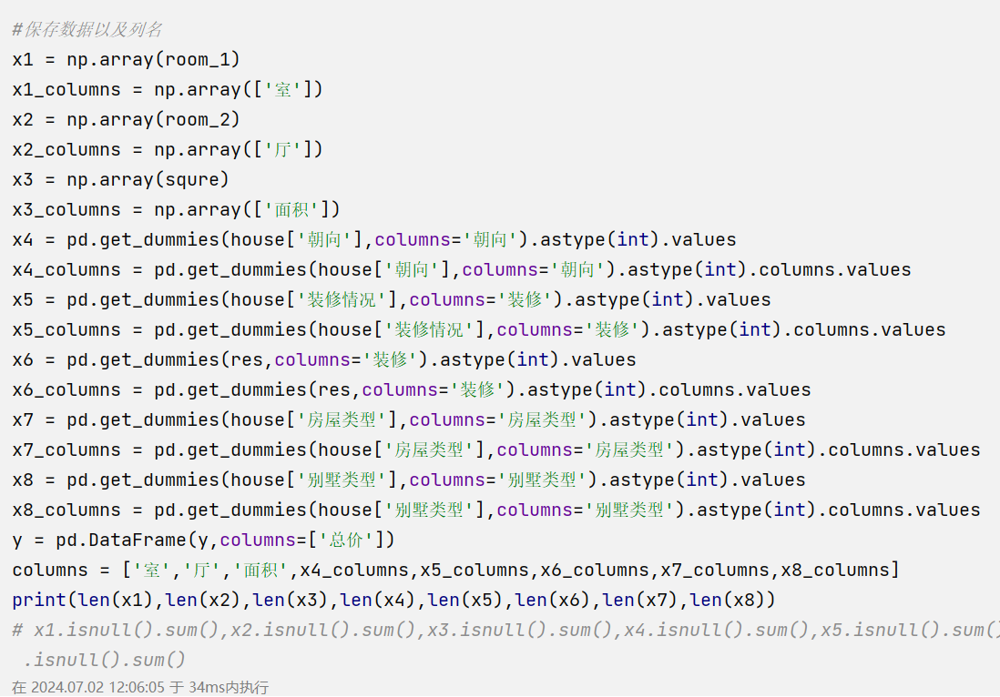 #保存数据以及列名
x1 = np.array(room_1)
x1_columns = np.array(['室'])
x2 = np.array(room_2)
x2_columns = np.array(['厅'])
x3 = np.array(squre)
x3_columns = np.array(['面积'])
x4 = pd.get_dummies(house['朝向'],columns='朝向').astype(int).values
x4_columns = pd.get_dummies(house['朝向'],columns='朝向').astype(int).columns.values
x5 = pd.get_dummies(house['装修情况'],columns='装修').astype(int).values
x5_columns = pd.get_dummies(house['装修情况'],columns='装修').astype(int).columns.values
x6 = pd.get_dummies(res,columns='装修').astype(int).values
x6_columns = pd.get_dummies(res,columns='装修').astype(int).columns.values
x7 = pd.get_dummies(house['房屋类型'],columns='房屋类型').astype(int).values
x7_columns = pd.get_dummies(house['房屋类型'],columns='房屋类型').astype(int).columns.values
x8 = pd.get_dummies(house['别墅类型'],columns='别墅类型').astype(int).values
x8_columns = pd.get_dummies(house['别墅类型'],columns='别墅类型').astype(int).columns.values
y = pd.DataFrame(y,columns=['总价'])
columns = ['室','厅','面积',x4_columns,x5_columns,x6_columns,x7_columns,x8_columns]
print(len(x1),len(x2),len(x3),len(x4),len(x5),len(x6),len(x7),len(x8))
# x1.isnull().sum(),x2.isnull().sum(),x3.isnull().sum(),x4.isnull().sum(),x5.isnull().sum()
.isnull().sum()
在 2024.07.02 12:06:05 于 34ms内执行